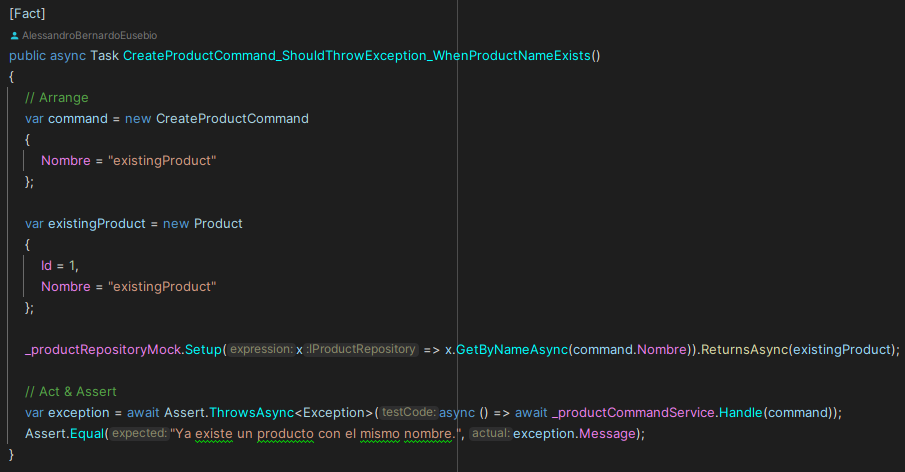 [Fact]
AlessandroBernardoEusebio
public async Task CreateProductCommand_ShouldThrowException_WhenProductNameExists()
{
// Arrange
var command = new CreateProductCommand
{
Nombre = "existingProduct"
};
var existingProduct = new Product
{
Id = 1,
Nombre = "existingProduct"
};
_productRepositoryMock.Setup( expression: x :IProductRepository => x.GetByNameAsync(command.Nombre)).ReturnsAsync(existingProduct);
// Act & Assert
var exception = await Assert.ThrowsAsync<Exception>( testCode: async () => await _productCommandService.Handle(command));
Assert.Equal( expected: "Ya existe un producto con el mismo nombre.", actual: exception.Message);
}